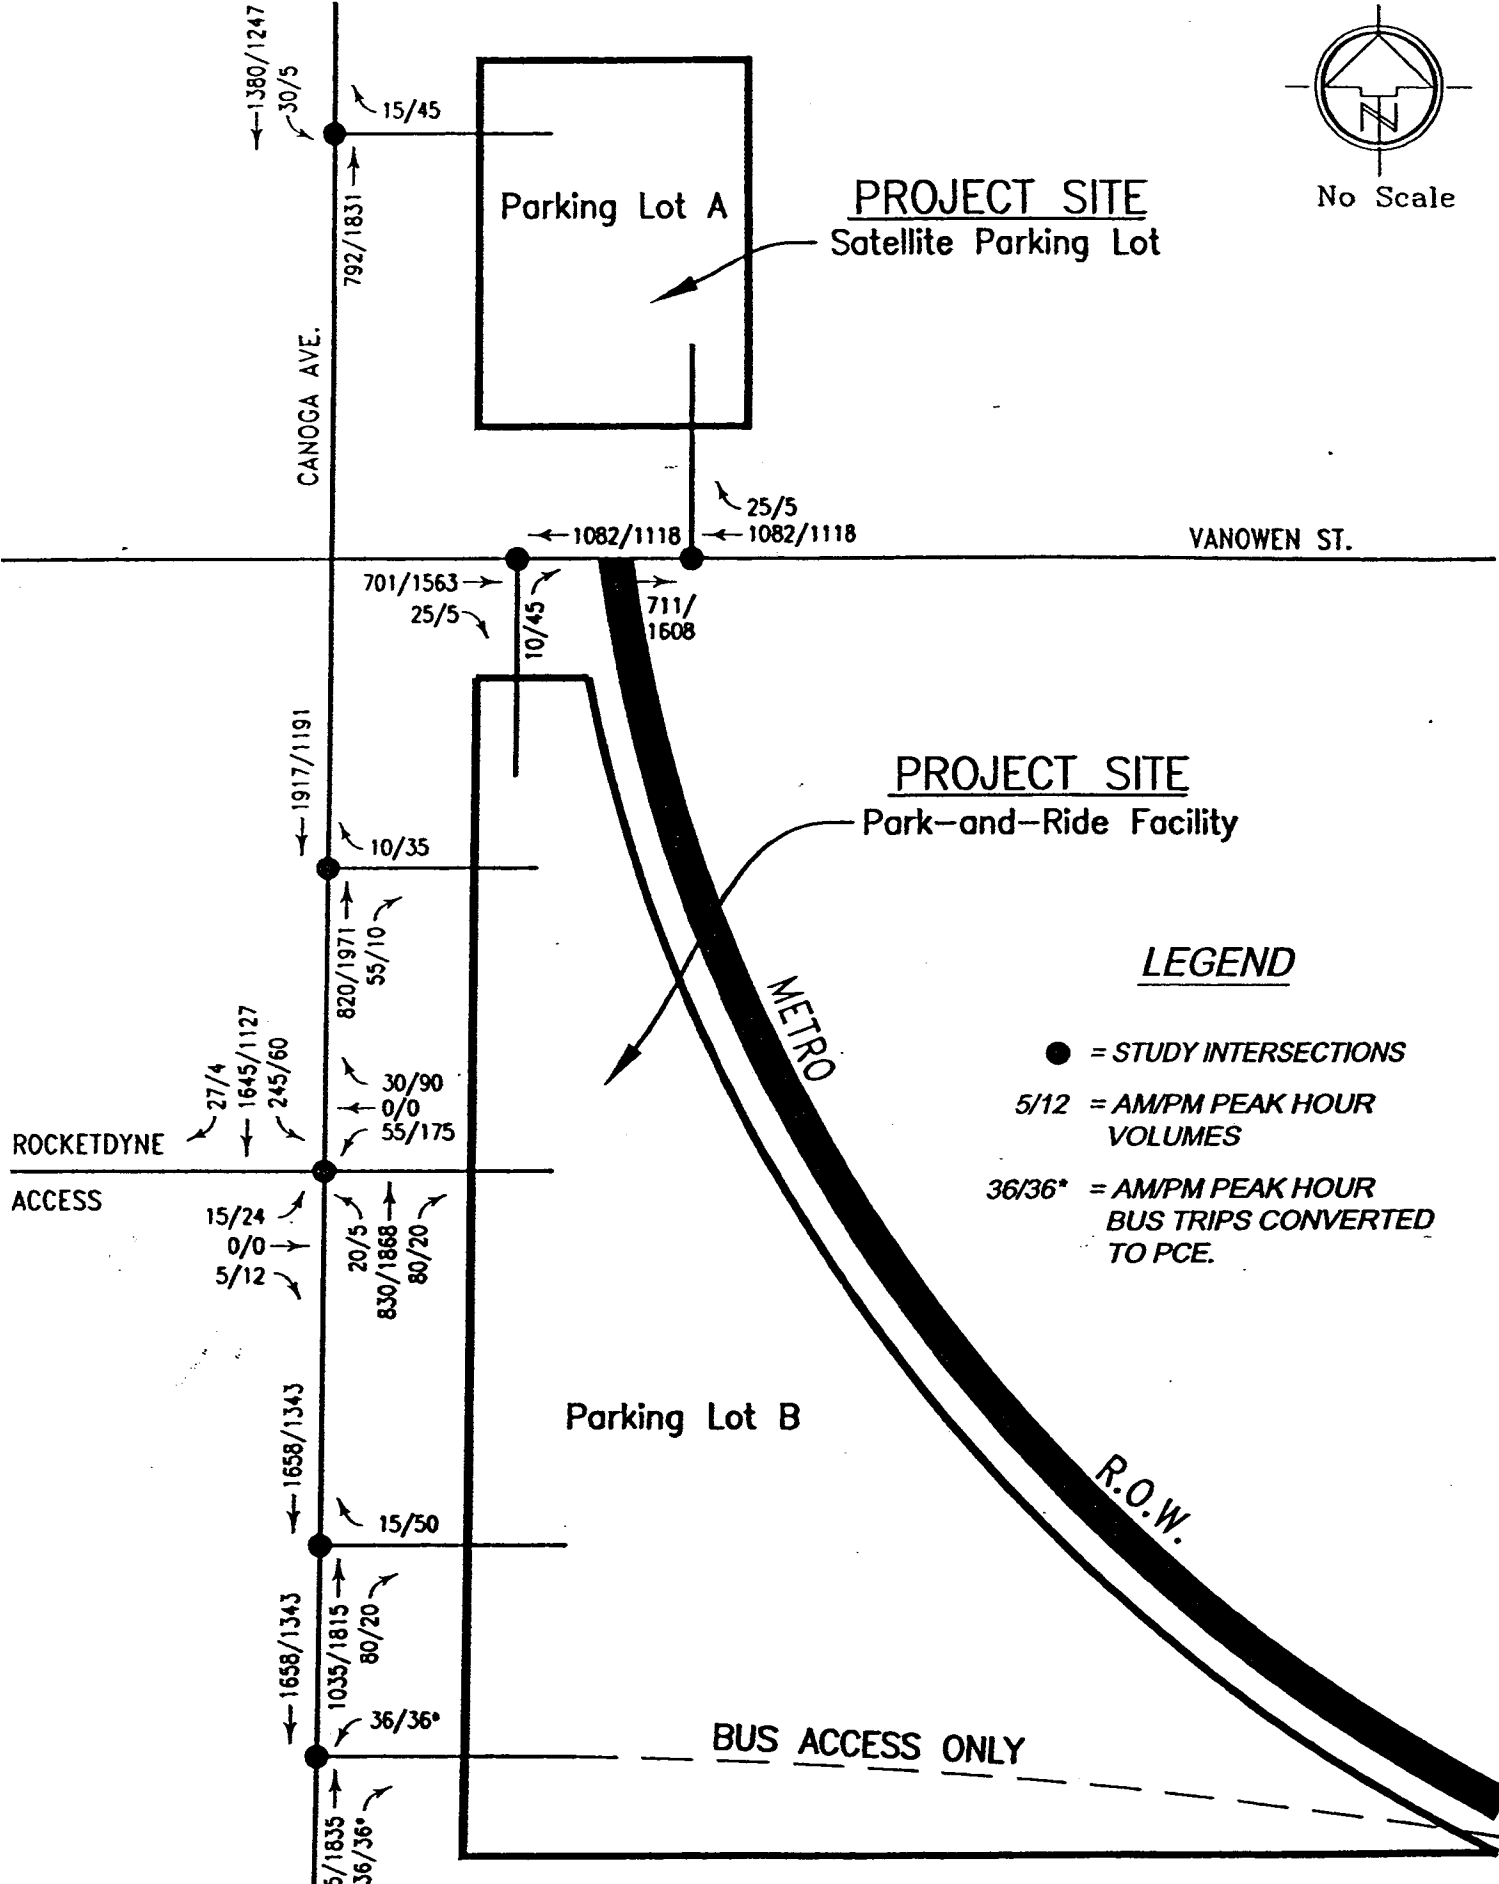 1380/1247
30/5
15/45
792/1831
Parking Lot A
PROJECT SITE
Satellite Parking Lot
N
No Scale
CANOGA AVE.
25/5
1082/1118
1082/1118
VANOWEN ST.
701/1563
25/5
10/45
711/
1608
1917/1191
10/35
820/1971
55/10
PROJECT SITE
Park-and-Ride Facility
METRO
R.O.W.
LEGEND
= STUDY INTERSECTIONS
5/12 = AM/PM PEAK HOUR
VOLUMES
36/36* = AM/PM PEAK HOUR
BUS TRIPS CONVERTED
TO PCE.
27/4
1645/1127
245/60
30/90
0/0
55/175
ROCKETDYNE
ACCESS
15/24
0/0
5/12
20/5
830/1868
80/20
Parking Lot B
1658/1343
15/50
1658/1343
1035/1815
80/20
36/36*
BUS ACCESS ONLY
/1835
36/36*